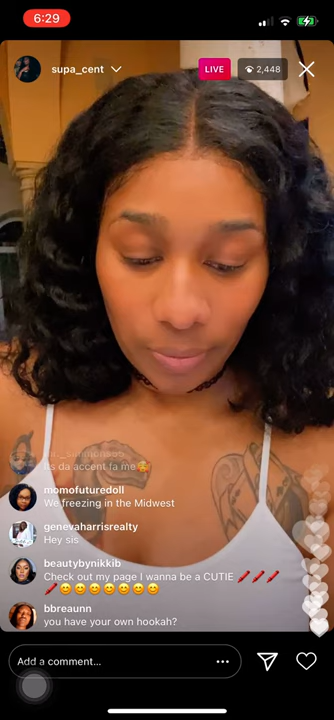 6:29
supa_cent
LIVE
2,448
Its da accent fa me 🥰
momofuturedoll
We freezing in the Midwest
genevaharrisrealty
Hey sis
beautybynikkib
Check out my page I wanna be a CUTIE 🧨🧨🧨
🧨😊😊😊😊😊😊😊
bbreaunn
you have your own hookah?
Add a comment...